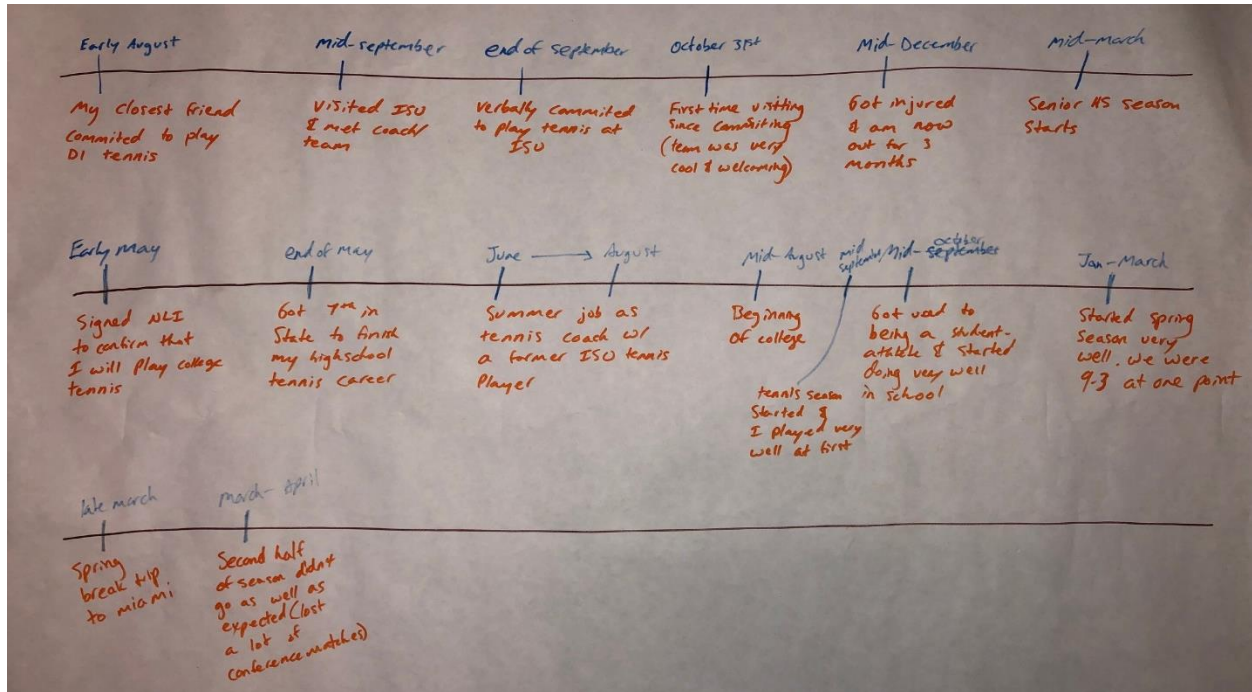 Early August
My closest friend
commited to play
D1 tennis
Mid-september
Visited ISU
& met coach/
team
end of september
Verbally commited
to play tennis at
ISU
October 31st
First time visiting
Since commiting
(team was very
cool & welcoming)
Mid-December
Got injured
& am now
out for 3
months
Mid-march
Senior HS season
Starts
Early may
Signed NLI
to confirm that
I will play college
tennis
end of may
Got 7th in
State to finish
my highschool
tennis career
June → August
Summer job as
tennis coach w/
a former ISU tennis
Player
Mid-August
Beginning
of college
mid
september
tennis season
Started &
I played very
well at first
/Mid-september
october
Got used to
being a student-
athlete & started
doing very well
in school
Jan-March
Started spring
Season very
well. we were
9-3 at one point
late march
Spring
break trip
to miami
march-April
Second half
of season didn't
go as well as
expected (lost
a lot of
conference matches)